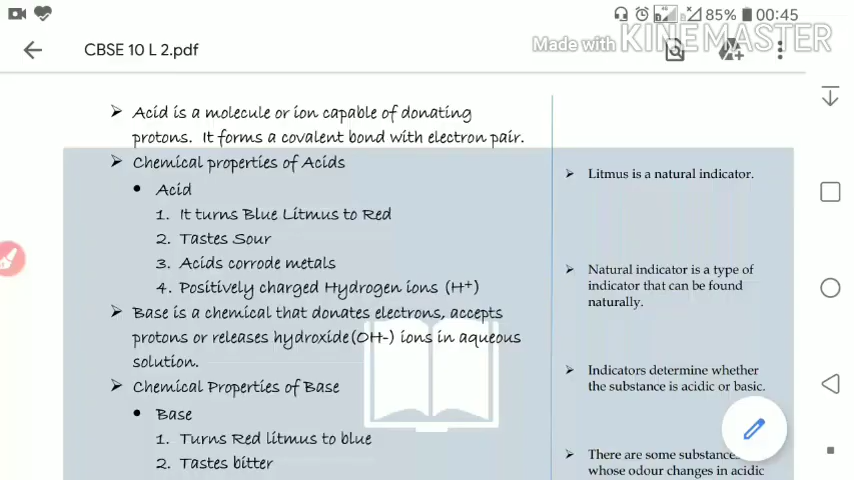 85% 00:45
CBSE 10 L 2.pdf
Made with KINEMASTER
➢ Acid is a molecule or ion capable of donating
protons. It forms a covalent bond with electron pair.
➢ Chemical properties of Acids
• Acid
1. It turns Blue Litmus to Red
2. Tastes Sour
3. Acids corrode metals
4. Positively charged Hydrogen ions (H+)
➢ Base is a chemical that donates electrons, accepts
protons or releases hydroxide(OH-) ions in aqueous
solution.
➢ Chemical Properties of Base
• Base
1. Turns Red litmus to blue
2. Tastes bitter
➢ Litmus is a natural indicator.
➢ Natural indicator is a type of
indicator that can be found
naturally.
➢ Indicators determine whether
the substance is acidic or basic.
➢ There are some substances
whose odour changes in acidic